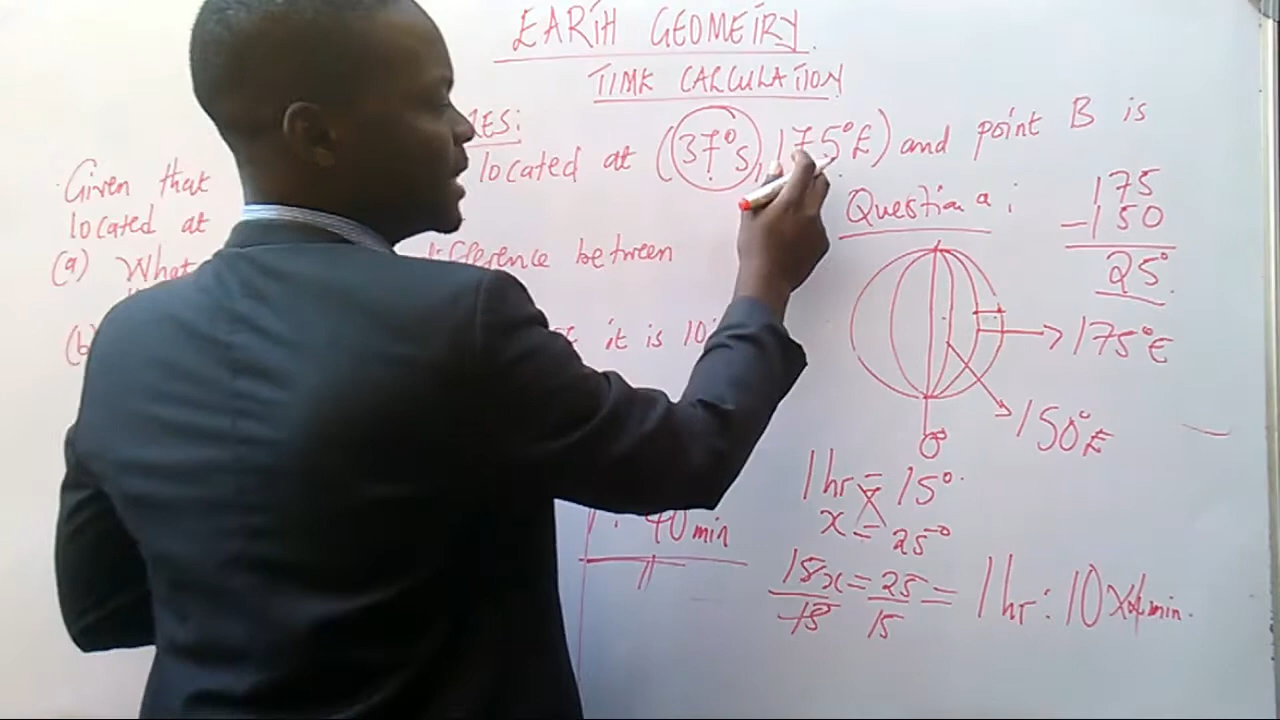 EARTH GEOMETRY
TIME CALCULATION
Given that located at (37°S, 175°E) and point B is
located at
(a) What difference between
(b) it is 10
: 40 min
Question a:
175
-150
25°
175°E
150°E
0°
1hr = 15°
x = 25°
15x = 25 = 1hr: 10x4min.
15 15